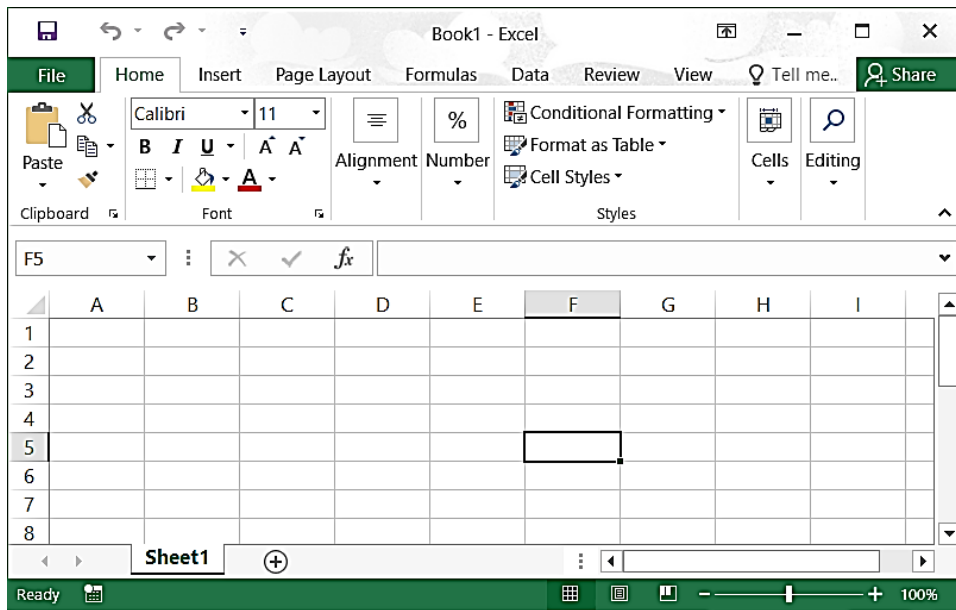 Book1 - Excel
File Home Insert Page Layout Formulas Data Review View Tell me.. Share
Calibri 11
%
Conditional Formatting
B I U A A
Paste
Alignment Number
Format as Table
Cells Editing
A
Cell Styles
Clipboard Font Styles
F5 fx
A B C D E F G H I
1
2
3
4
5
6
7
8
Sheet1
Ready 100%